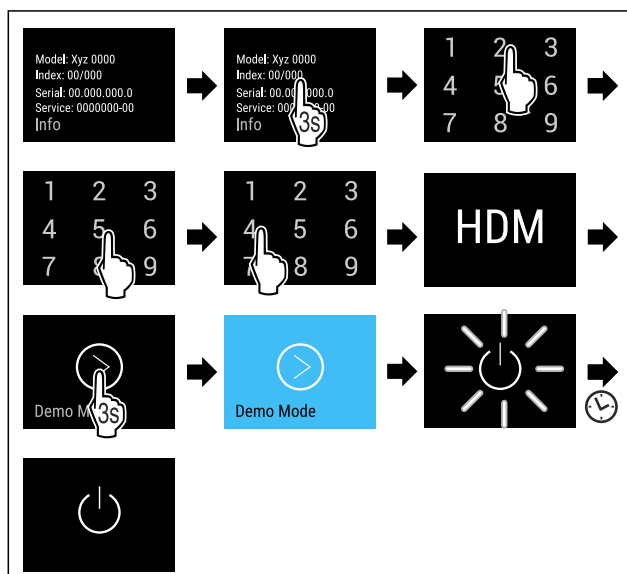 Model: Xyz 0000
Index: 00/000
Serial: 00.000.000.0
Service: 0000000-00
Info
Model: Xyz 0000
Index: 00/000
Serial: 00.000.000.0
Service: 0000000-00
Info
3s
1 2 3
4 5 6
7 8 9
1 2 3
4 5 6
7 8 9
1 2 3
4 5 6
7 8 9
HDM
Demo M
3s
Demo Mode